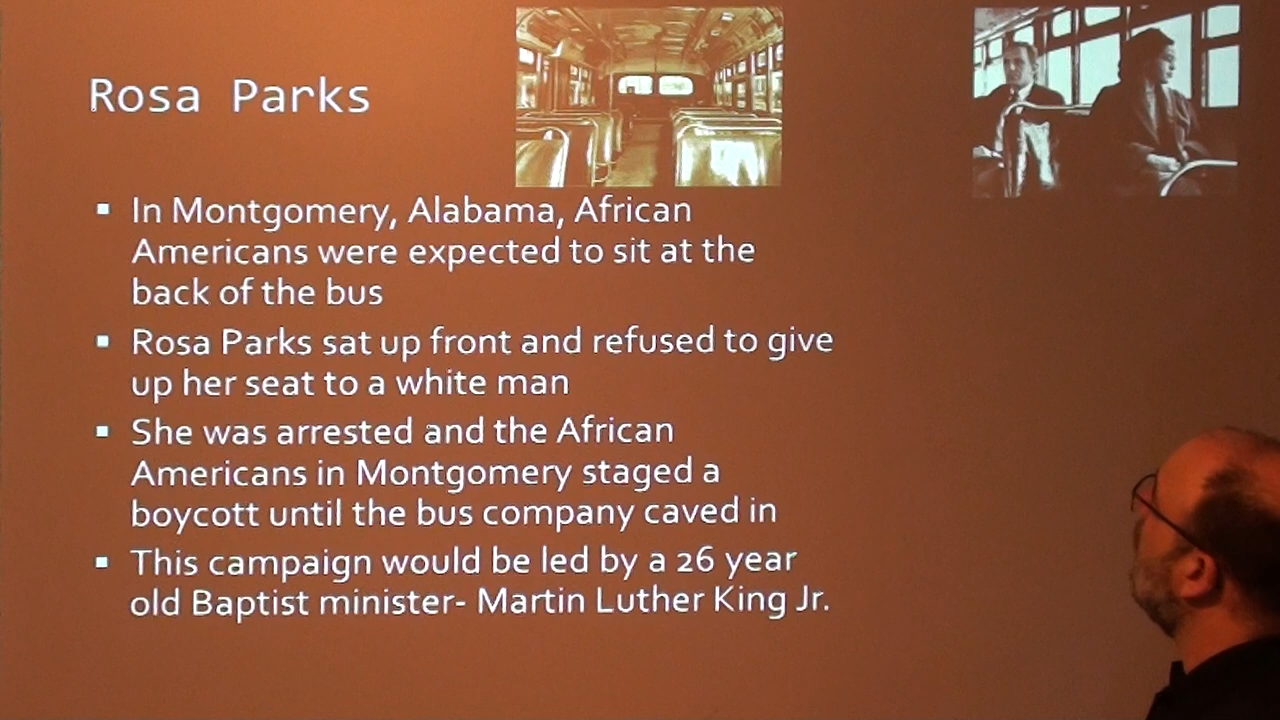 Rosa Parks
▪ In Montgomery, Alabama, African
Americans were expected to sit at the
back of the bus
▪ Rosa Parks sat up front and refused to give
up her seat to a white man
▪ She was arrested and the African
Americans in Montgomery staged a
boycott until the bus company caved in
▪ This campaign would be led by a 26 year
old Baptist minister- Martin Luther King Jr.